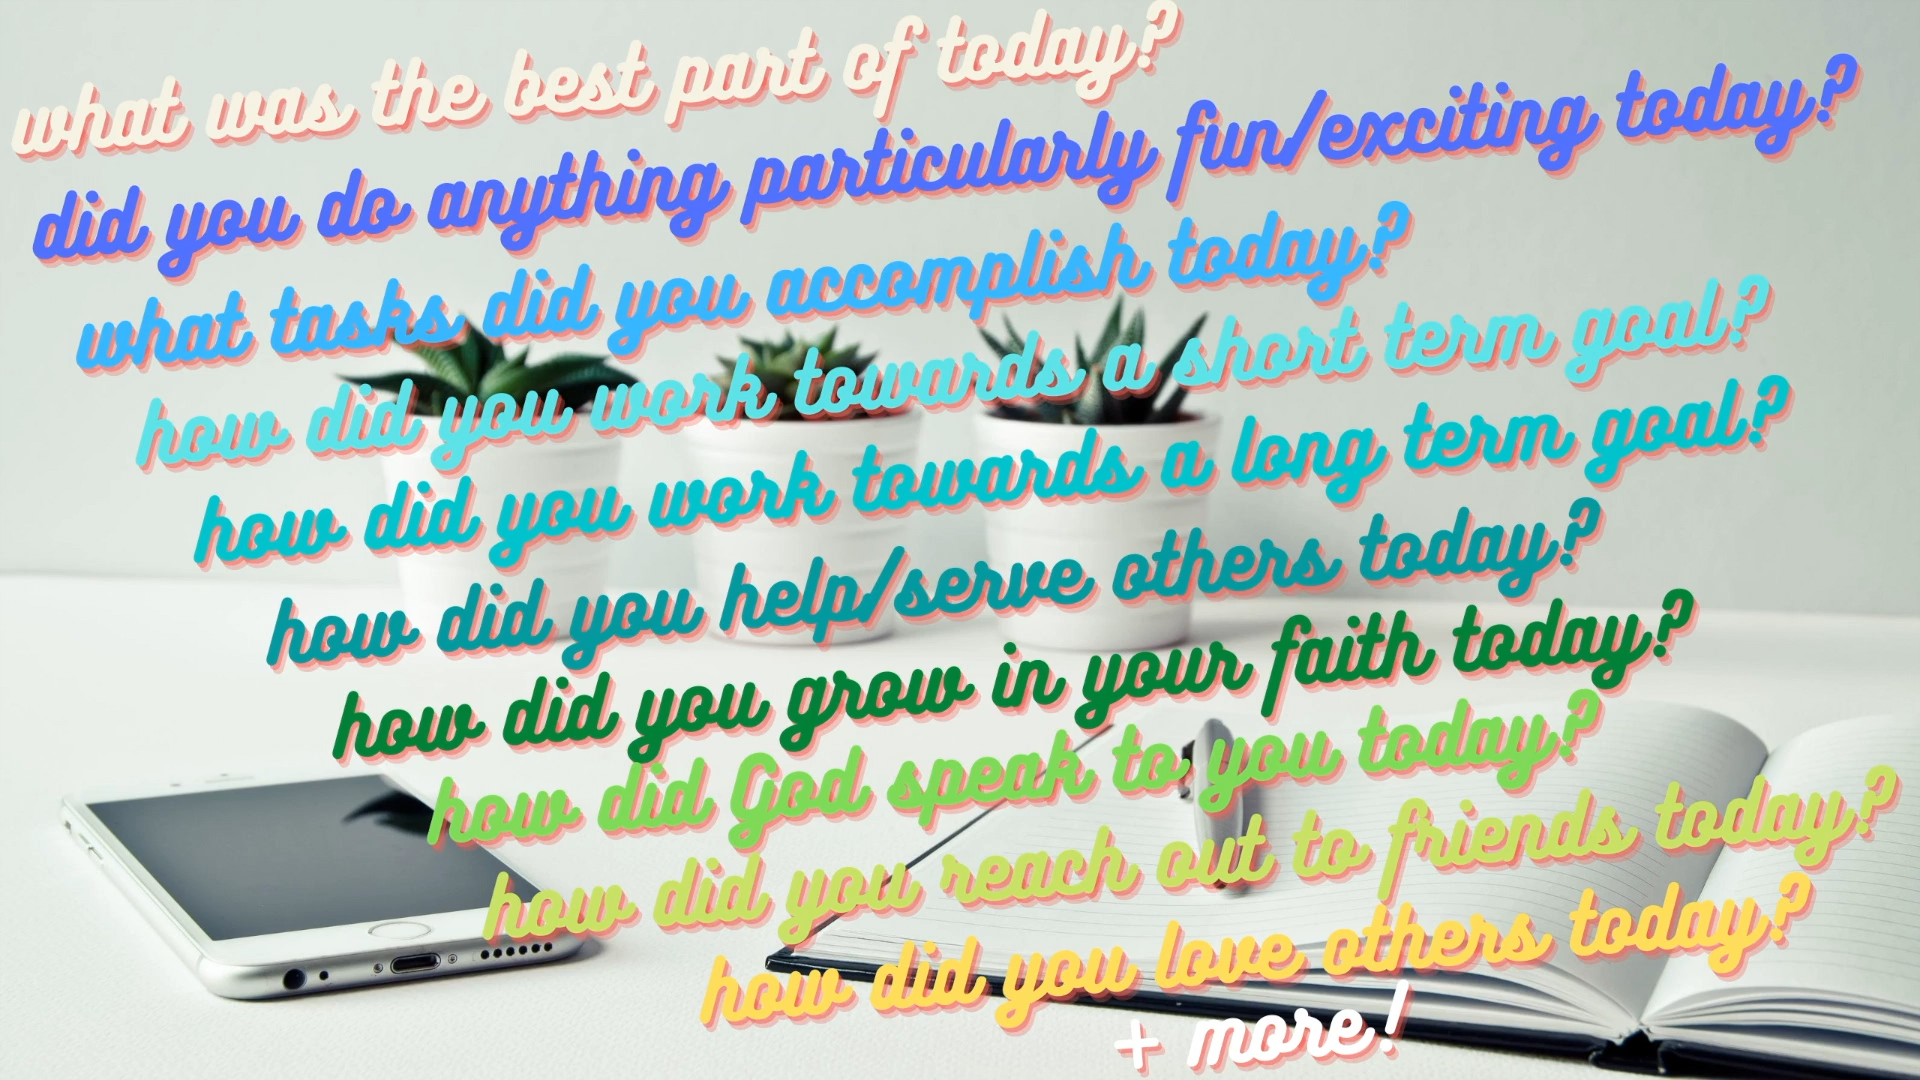 what was the best part of today?
did you do anything particularly fun/exciting today?
what tasks did you accomplish today?
how did you work towards a short term goal?
how did you work towards a long term goal?
how did you help/serve others today?
how did you grow in your faith today?
how did God speak to you today?
how did you reach out to friends today?
how did you love others today?
+ more!